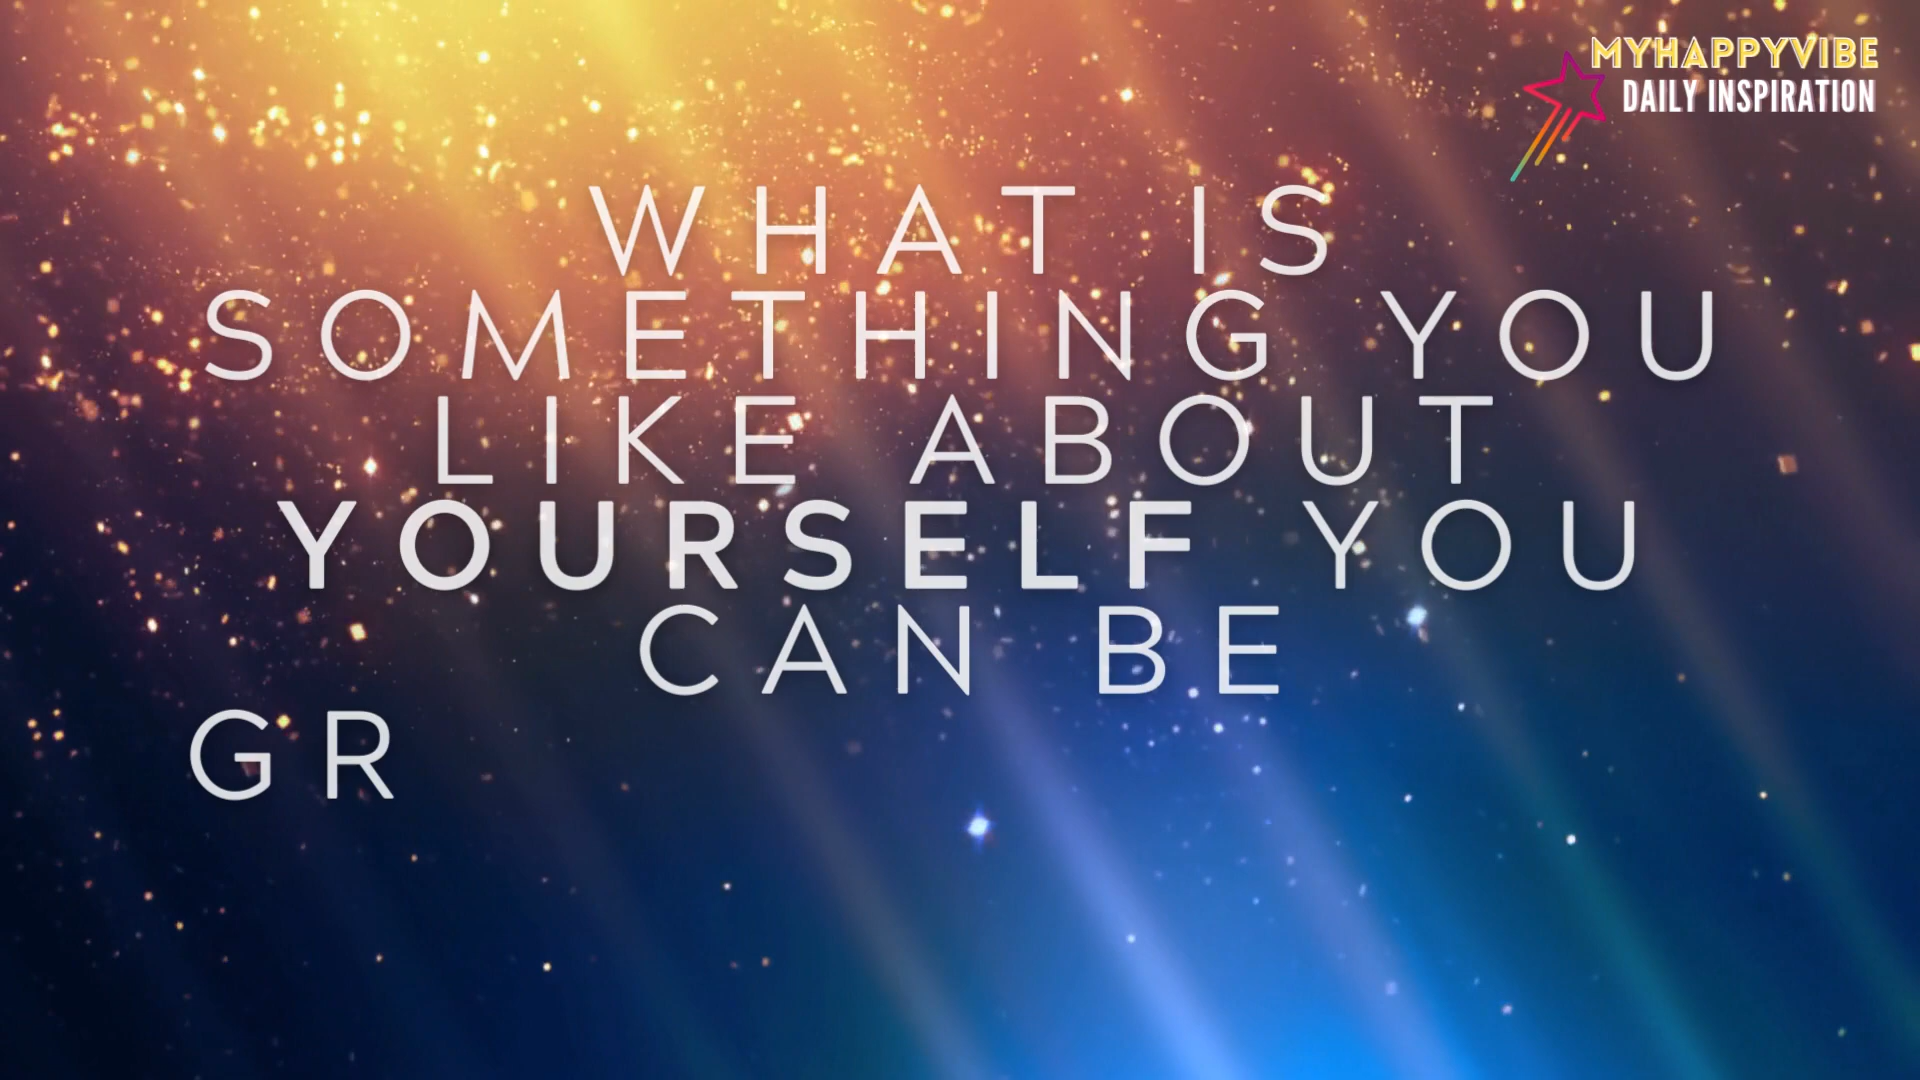 MYHAPPYVIBE
DAILY INSPIRATION
WHAT IS
SOMETHING YOU
LIKE ABOUT
YOURSELF YOU
CAN BE
GR